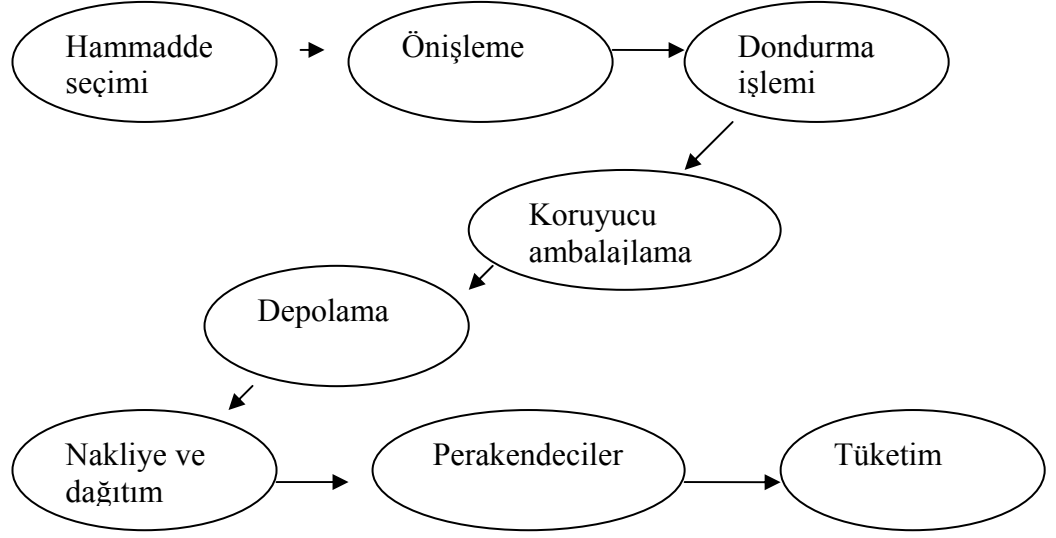 Hammadde
seçimi
Önişleme
Dondurma
işlemi
Koruyucu
ambalajlama
Depolama
Nakliye ve
dağıtım
Perakendeciler
Tüketim